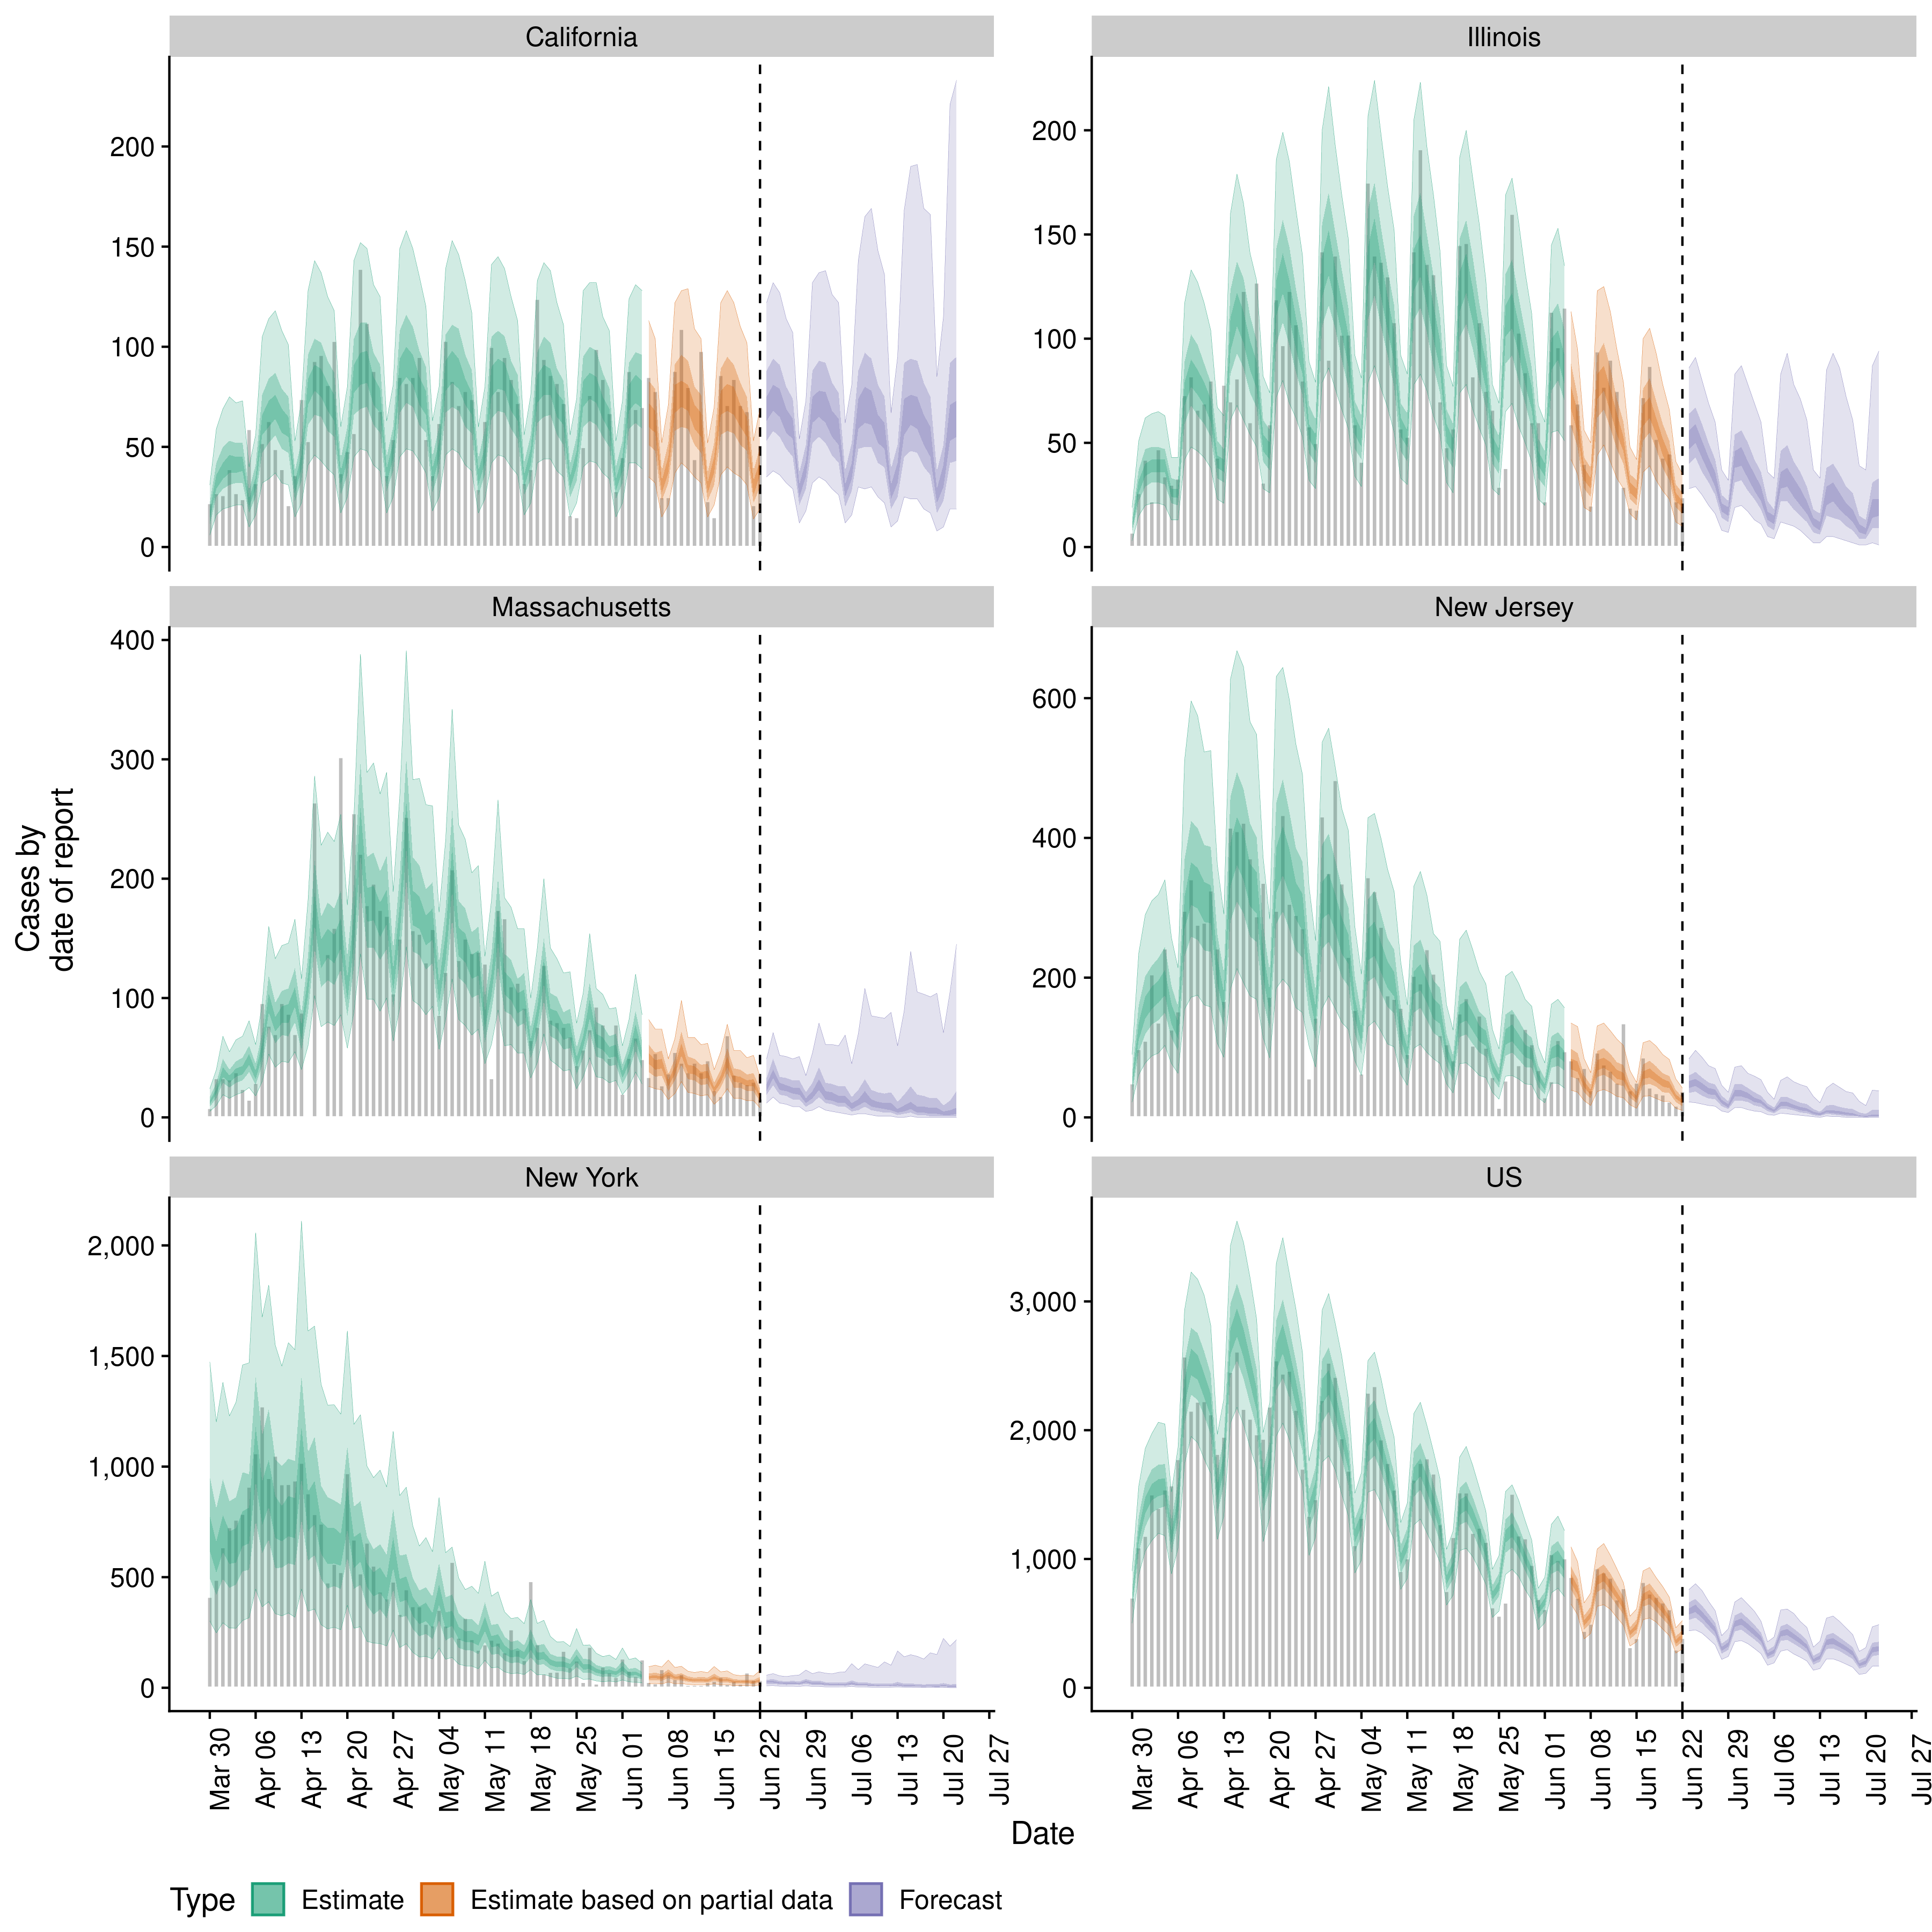 California
Illinois
200
150
100
50
0
200
150
100
50
0
Massachusetts
New Jersey
400
300
200
100
0
600
400
200
0
Cases by
date of report
New York
US
2,000
1,500
1,000
500
0
3,000
2,000
1,000
0
Mar 30
Apr 06
Apr 13
Apr 20
Apr 27
May 04
May 11
May 18
May 25
Jun 01
Jun 08
Jun 15
Jun 22
Jun 29
Jul 06
Jul 13
Jul 20
Jul 27
Mar 30
Apr 06
Apr 13
Apr 20
Apr 27
May 04
May 11
May 18
May 25
Jun 01
Jun 08
Jun 15
Jun 22
Jun 29
Jul 06
Jul 13
Jul 20
Jul 27
Date
Type Estimate Estimate based on partial data Forecast